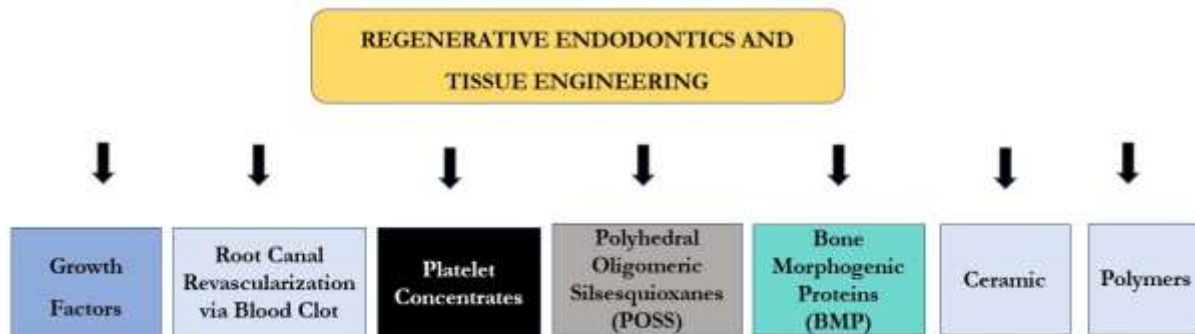 REGENERATIVE ENDODONTICS AND
TISSUE ENGINEERING
Growth
Factors
Root Canal
Revascularization
via Blood Clot
Platelet
Concentrates
Polyhedral
Oligomeric
Silsesquioxanes
(POSS)
Bone
Morphogenic
Proteins
(BMP)
Ceramic
Polymers